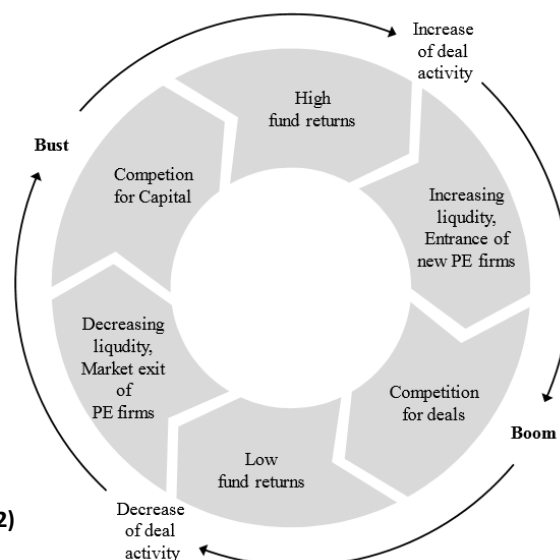 Increase
of deal
activity
High
fund returns
Bust
Competion
for Capital
Increasing
liqudity,
Entrance of
new PE firms
Decreasing
liqudity,
Market exit
of
PE firms
Competition
for deals
Boom
Low
fund returns
Decrease
of deal
activity
2)